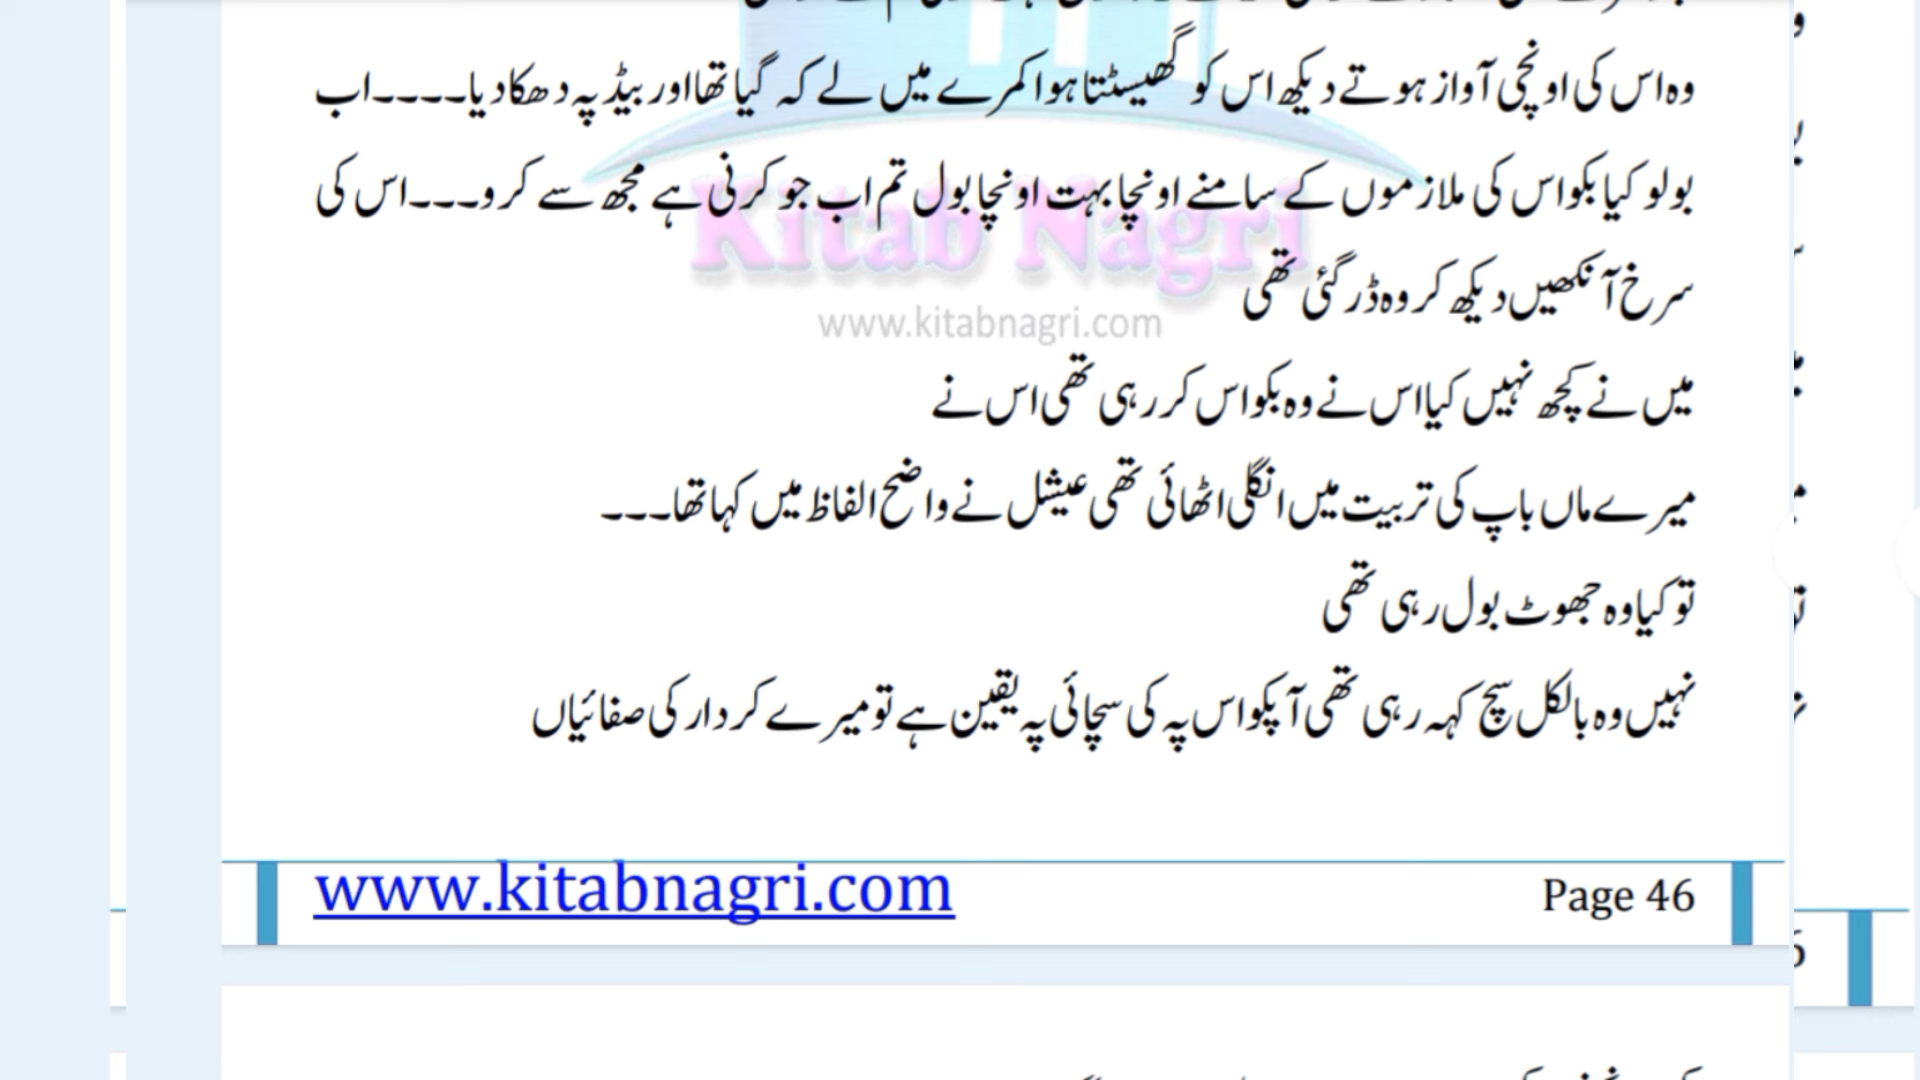 وہ اس کی اونچی آواز ہوتے دیکھ اس کو گھیسٹتا ہوا کمرے میں لے کہ گیا تھا اور بیڈ پہ دھکا دیا۔۔۔۔اب
بولو کیا بکواس کی ملازموں کے سامنے اونچا بہت اونچا بول تم اب جو کرنی ہے مجھ سے کرو۔۔۔اس کی
Kitab Nagri
سرخ آنکھیں دیکھ کر وہ ڈر گئی تھی
www.kitabnagri.com
میں نے کچھ نہیں کیا اس نے وہ بکواس کر رہی تھی اس نے
میرے ماں باپ کی تربیت میں انگلی اٹھائی تھی عیشل نے واضح الفاظ میں کہا تھا۔۔۔
تو کیا وہ جھوٹ بول رہی تھی
نہیں وہ بالکل سچ کہہ رہی تھی آپکو اس پہ کی سچائی پہ یقین ہے تو میرے کردار کی صفائیاں
www.kitabnagri.com Page 46